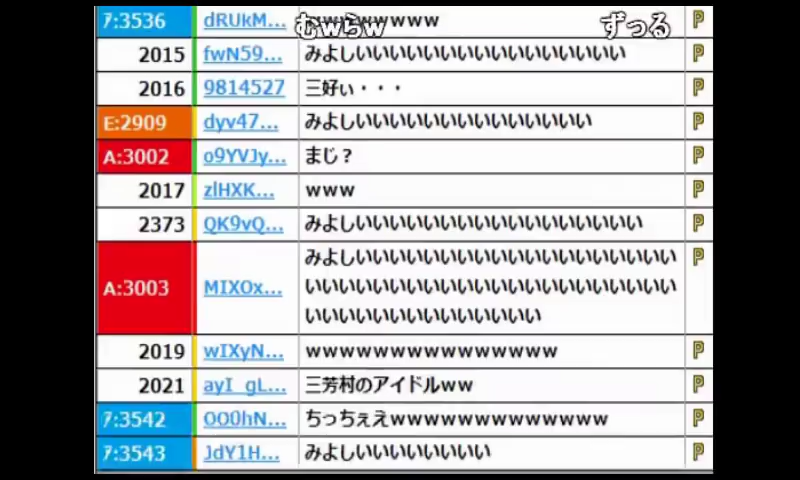 ｱ:3536 dRUkM... wwwwwwwww P
むwらw ずっる
2015 fwN59... みよしいいいいいいいいいいいいいいいい P
2016 9814527 三好ぃ・・・ P
E:2909 dyv47... みよしいいいいいいいいいいいいいい P
A:3002 o9YVJy... まじ？ P
2017 zlHXK... www P
2373 QK9vQ... みよしいいいいいいいいいいいいいいいいい P
みよしいいいいいいいいいいいいいいいいいいい P
A:3003 MIXOx... いいいいいいいいいいいいいいいいいいいいいい
いいいいいいいいいいいいいい
2019 wIXyN... wwwwwwwwwwwwwww P
2021 ayI_gL... 三芳村のアイドルww P
ｱ:3542 OO0hN... ちっちぇえwwwwwwwwwwwww P
ｱ:3543 JdY1H... みよしいいいいいいいい P